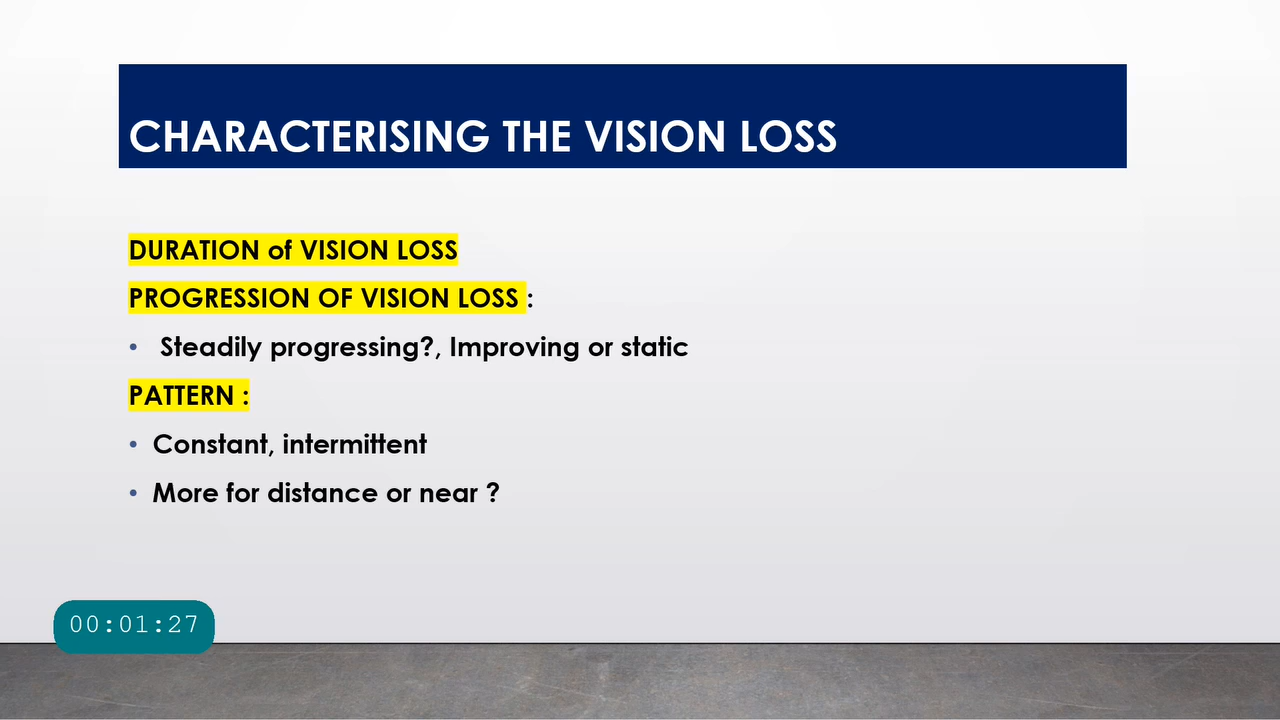 CHARACTERISING THE VISION LOSS
DURATION of VISION LOSS
PROGRESSION OF VISION LOSS :
• Steadily progressing?, Improving or static
PATTERN :
• Constant, intermittent
• More for distance or near ?
00:01:27